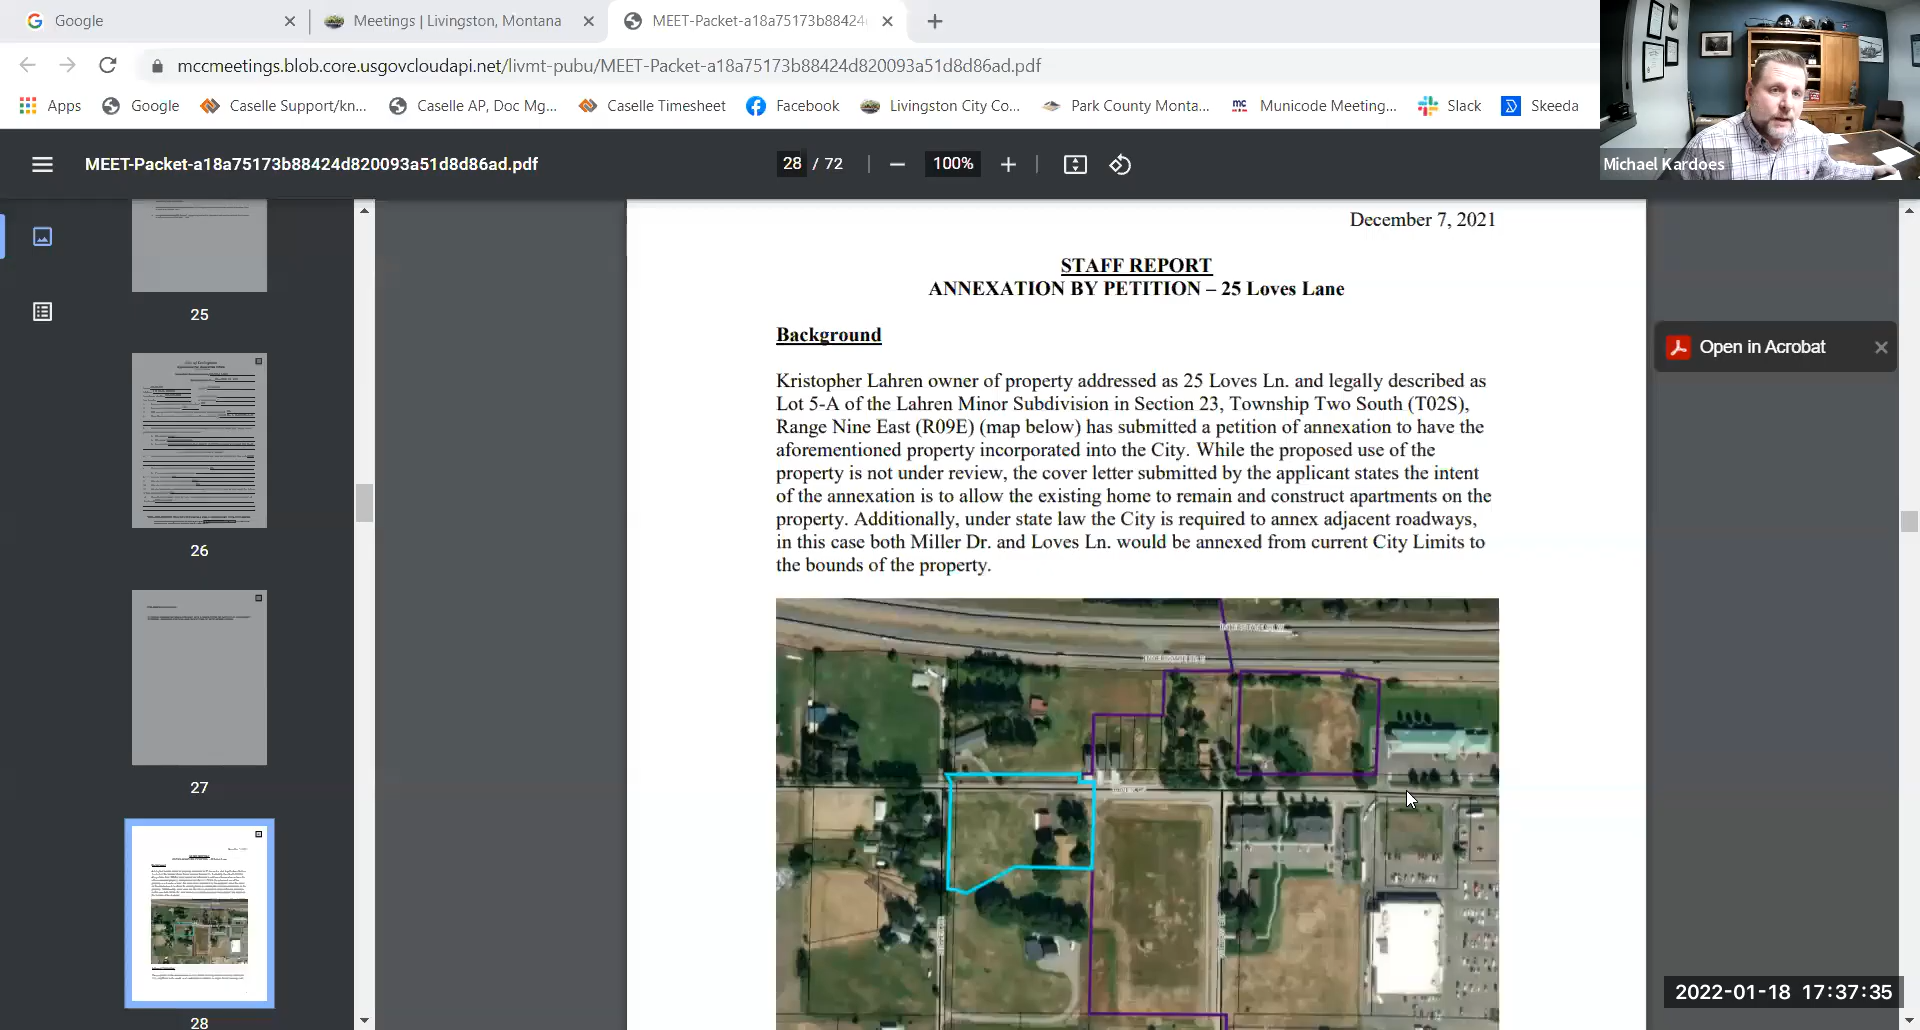 Google
Meetings | Livingston, Montana
MEET-Packet-a18a75173b88424
mccmeetings.blob.core.usgovcloudapi.net/livmt-pubu/MEET-Packet-a18a75173b88424d820093a51d8d86ad.pdf
Apps
Google
Caselle Support/kn...
Caselle AP, Doc Mg...
Caselle Timesheet
Facebook
Livingston City Co...
Park County Monta...
mc
Municode Meeting...
Slack
Skeeda
Michael Kardoes
MEET-Packet-a18a75173b88424d820093a51d8d86ad.pdf
28 / 72
100%
25
26
27
28
December 7, 2021
STAFF REPORT
ANNEXATION BY PETITION – 25 Loves Lane
Background
Kristopher Lahren owner of property addressed as 25 Loves Ln. and legally described as
Lot 5-A of the Lahren Minor Subdivision in Section 23, Township Two South (T02S),
Range Nine East (R09E) (map below) has submitted a petition of annexation to have the
aforementioned property incorporated into the City. While the proposed use of the
property is not under review, the cover letter submitted by the applicant states the intent
of the annexation is to allow the existing home to remain and construct apartments on the
property. Additionally, under state law the City is required to annex adjacent roadways,
in this case both Miller Dr. and Loves Ln. would be annexed from current City Limits to
the bounds of the property.
Open in Acrobat
2022-01-18 17:37:35